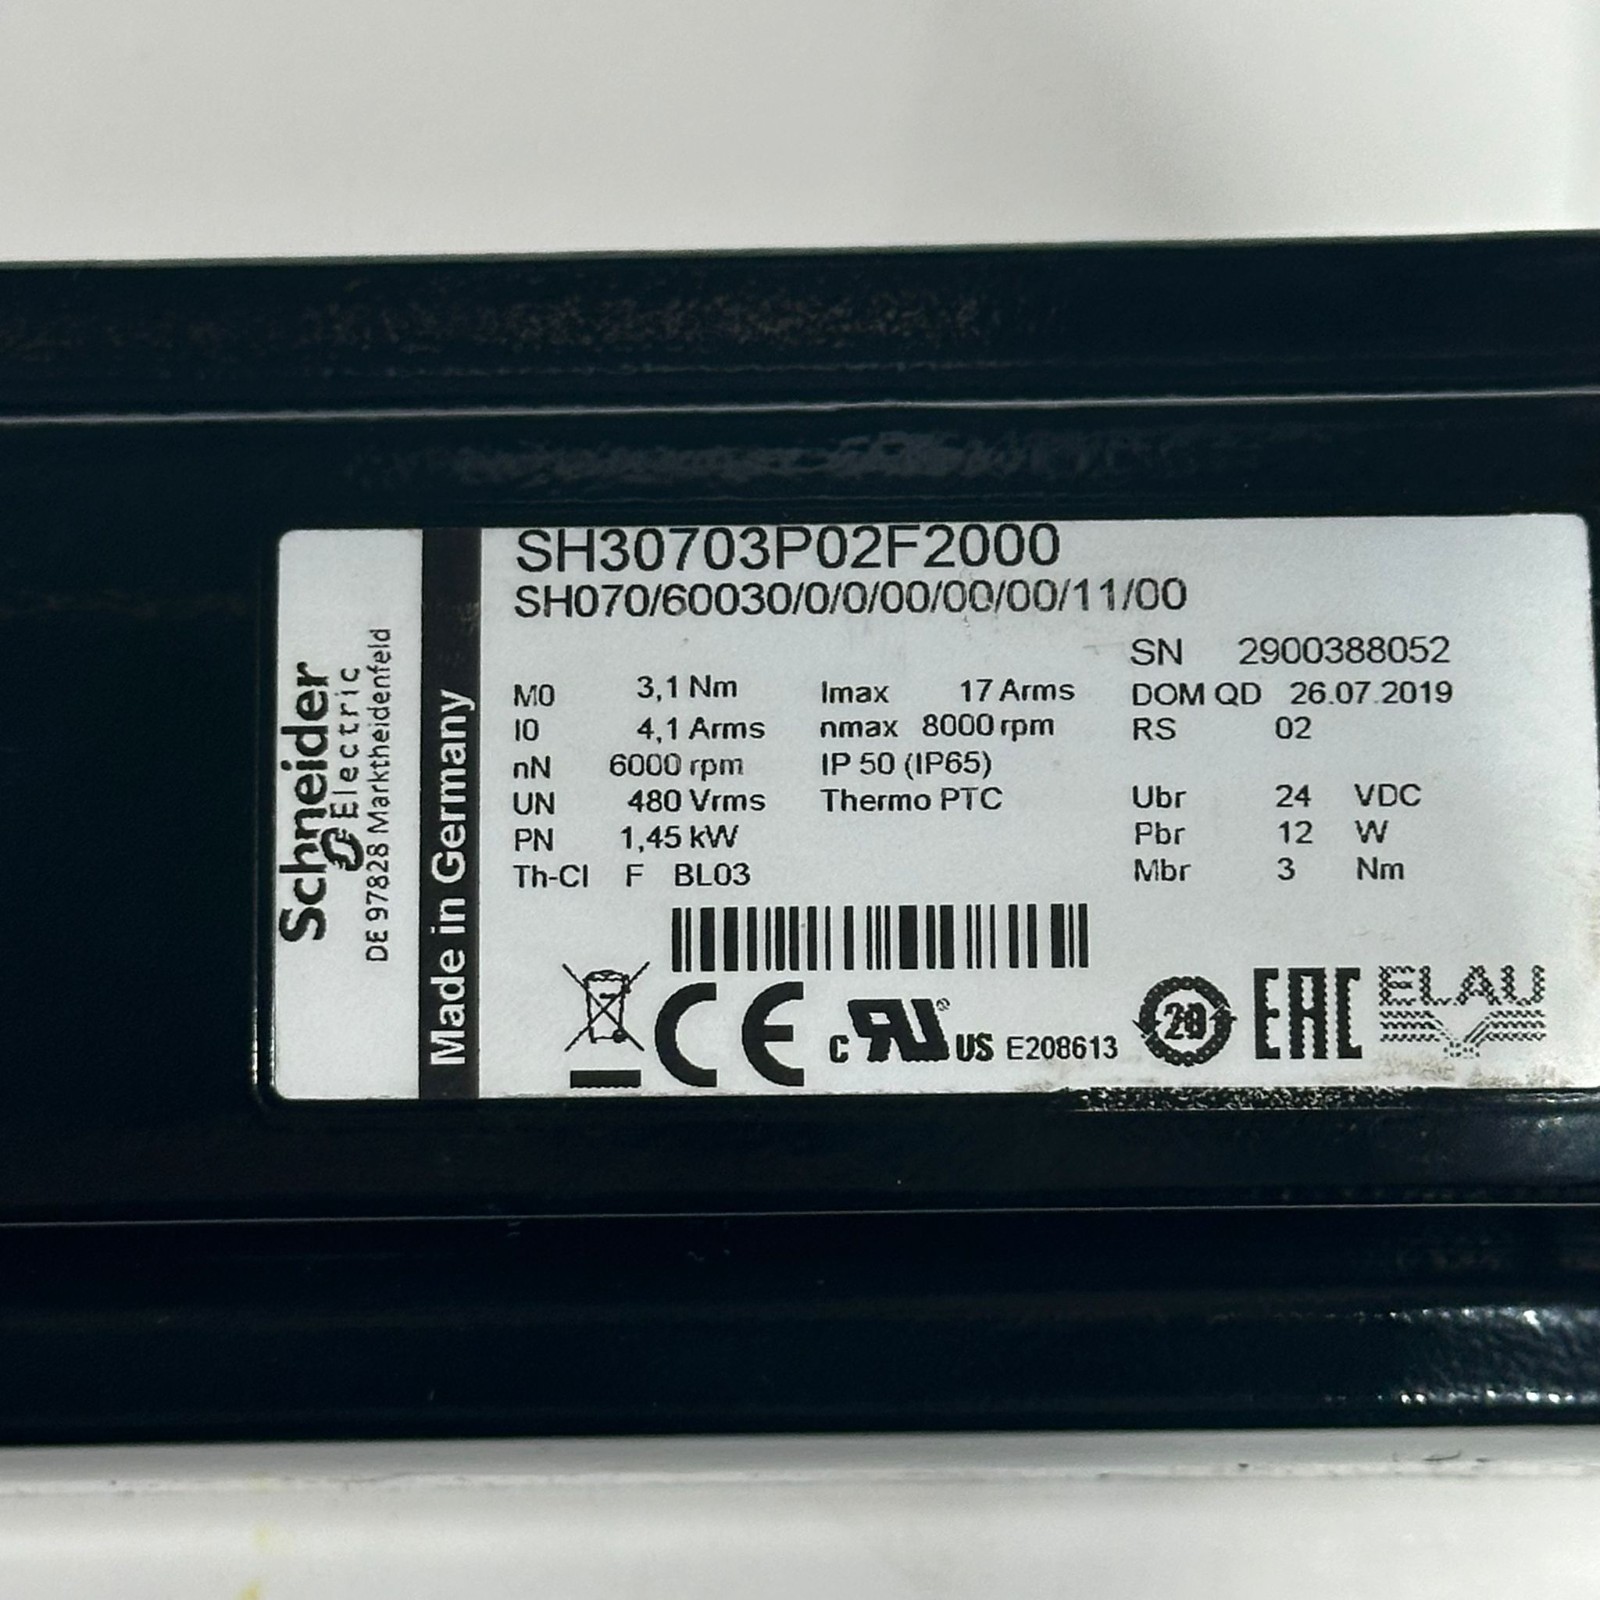 Schneider
Electric
DE 97828 Marktheidenfeld
Made in Germany
SH30703P02F2000
SH070/60030/0/0/00/00/00/11/00
SN 2900388052
M0 3,1 Nm Imax 17 Arms DOM QD 26.07.2019
I0 4,1 Arms nmax 8000 rpm RS 02
nN 6000 rpm IP 50 (IP65)
UN 480 Vrms Thermo PTC Ubr 24 VDC
PN 1,45 kW Pbr 12 W
Th-Cl F BL03 Mbr 3 Nm
CE c RU ® US E208613 20 EAC ELAU